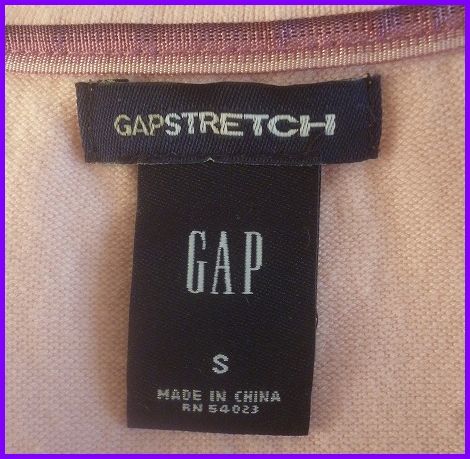 GAPSTRETCH
GAP
S
MADE IN CHINA
RN 54023